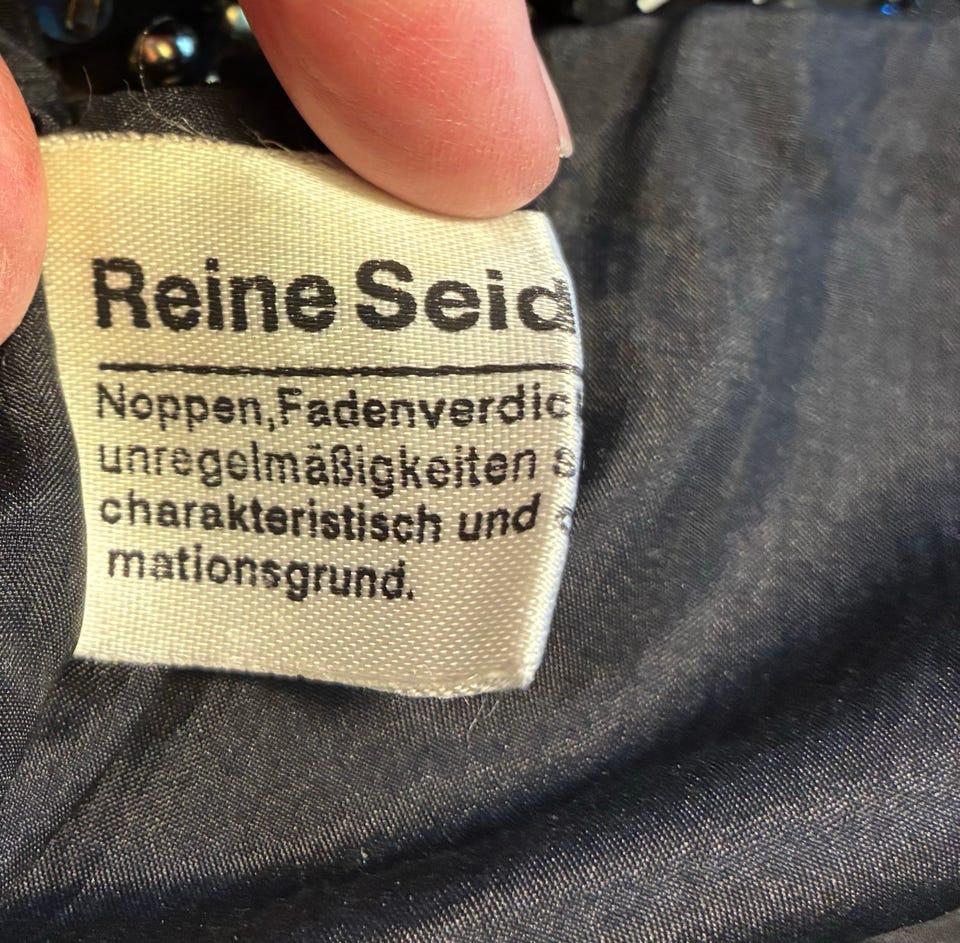 Reine Seid
Noppen,Fadenverdic
unregelmäßigkeiten s
charakteristisch und
mationsgrund.